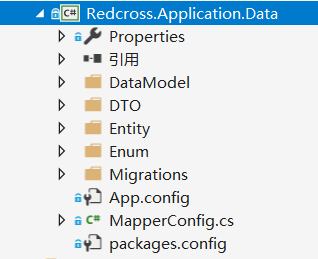 C# Redcross.Application.Data
Properties
引用
DataModel
DTO
Entity
Enum
Migrations
App.config
C# MapperConfig.cs
packages.config